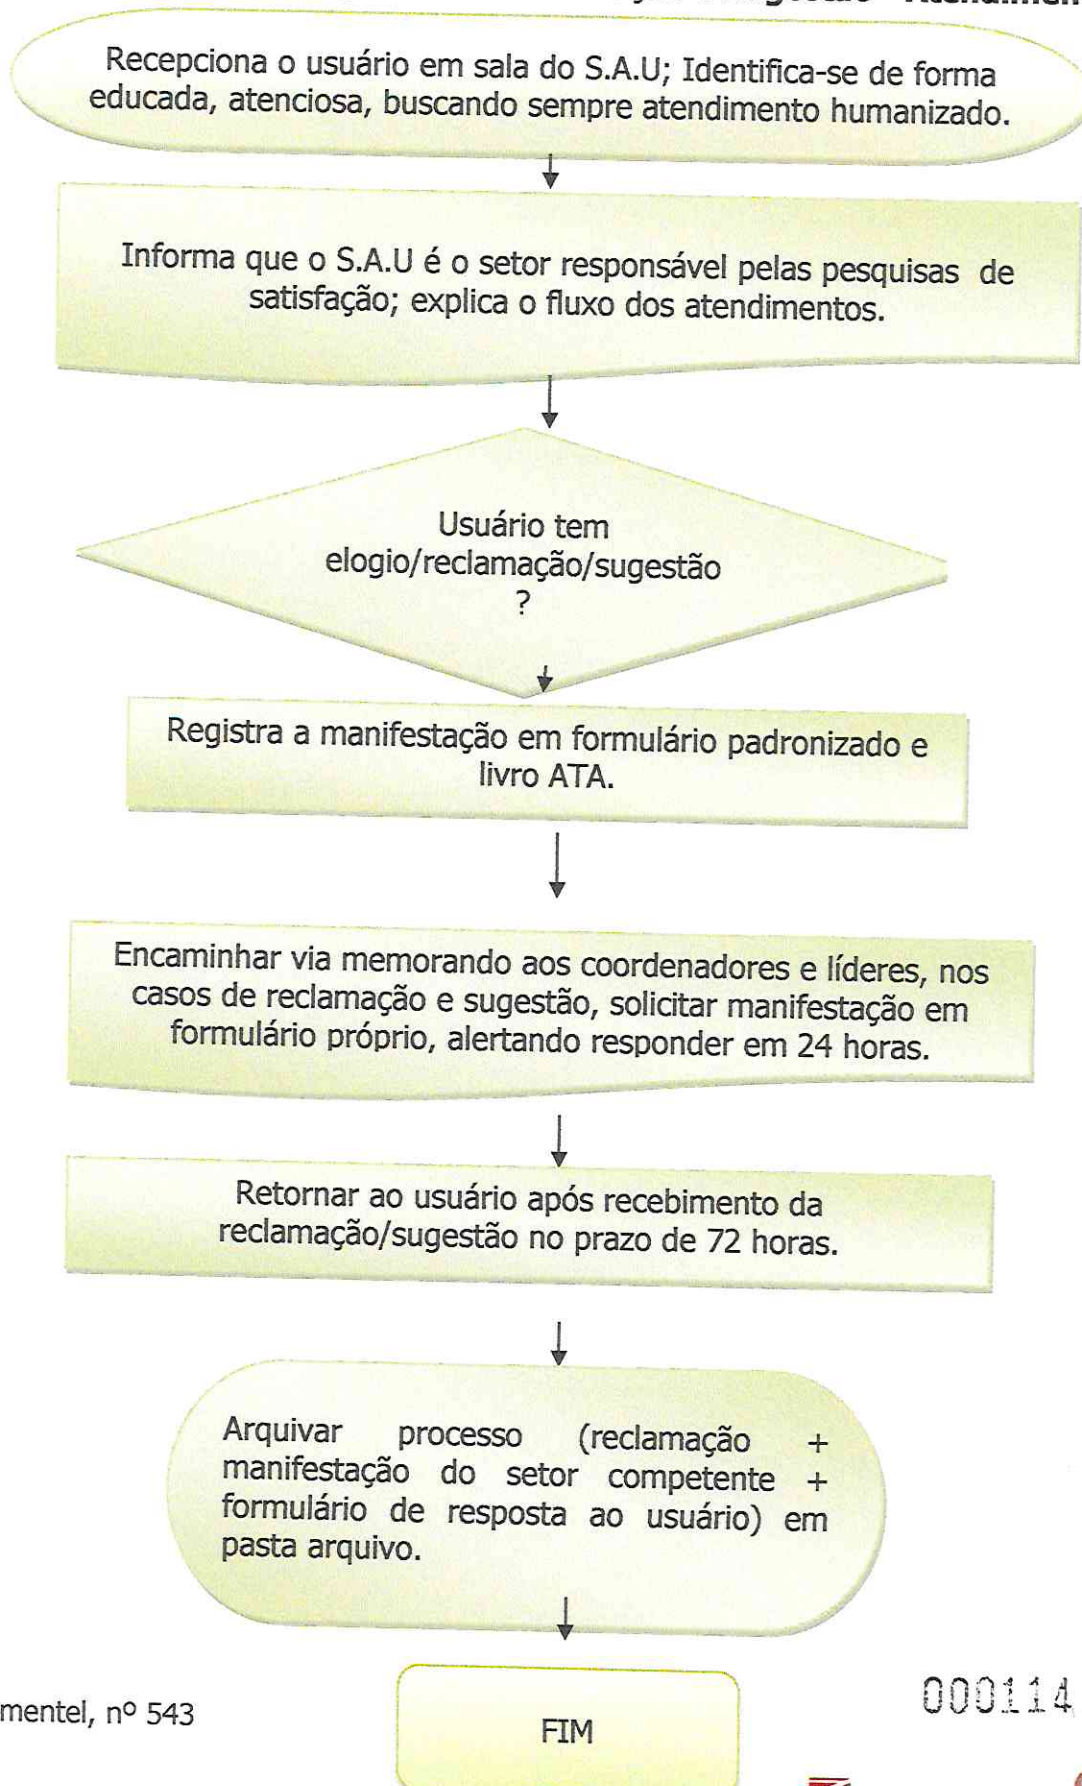 Recepciona o usuário em sala do S.A.U; Identifica-se de forma
educada, atenciosa, buscando sempre atendimento humanizado.
Informa que o S.A.U é o setor responsável pelas pesquisas de
satisfação; explica o fluxo dos atendimentos.
Usuário tem
elogio/reclamação/sugestão
?
Registra a manifestação em formulário padronizado e
livro ATA.
Encaminhar via memorando aos coordenadores e líderes, nos
casos de reclamação e sugestão, solicitar manifestação em
formulário próprio, alertando responder em 24 horas.
Retornar ao usuário após recebimento da
reclamação/sugestão no prazo de 72 horas.
Arquivar processo (reclamação +
manifestação do setor competente +
formulário de resposta ao usuário) em
pasta arquivo.
mentel, nº 543
000114
FIM